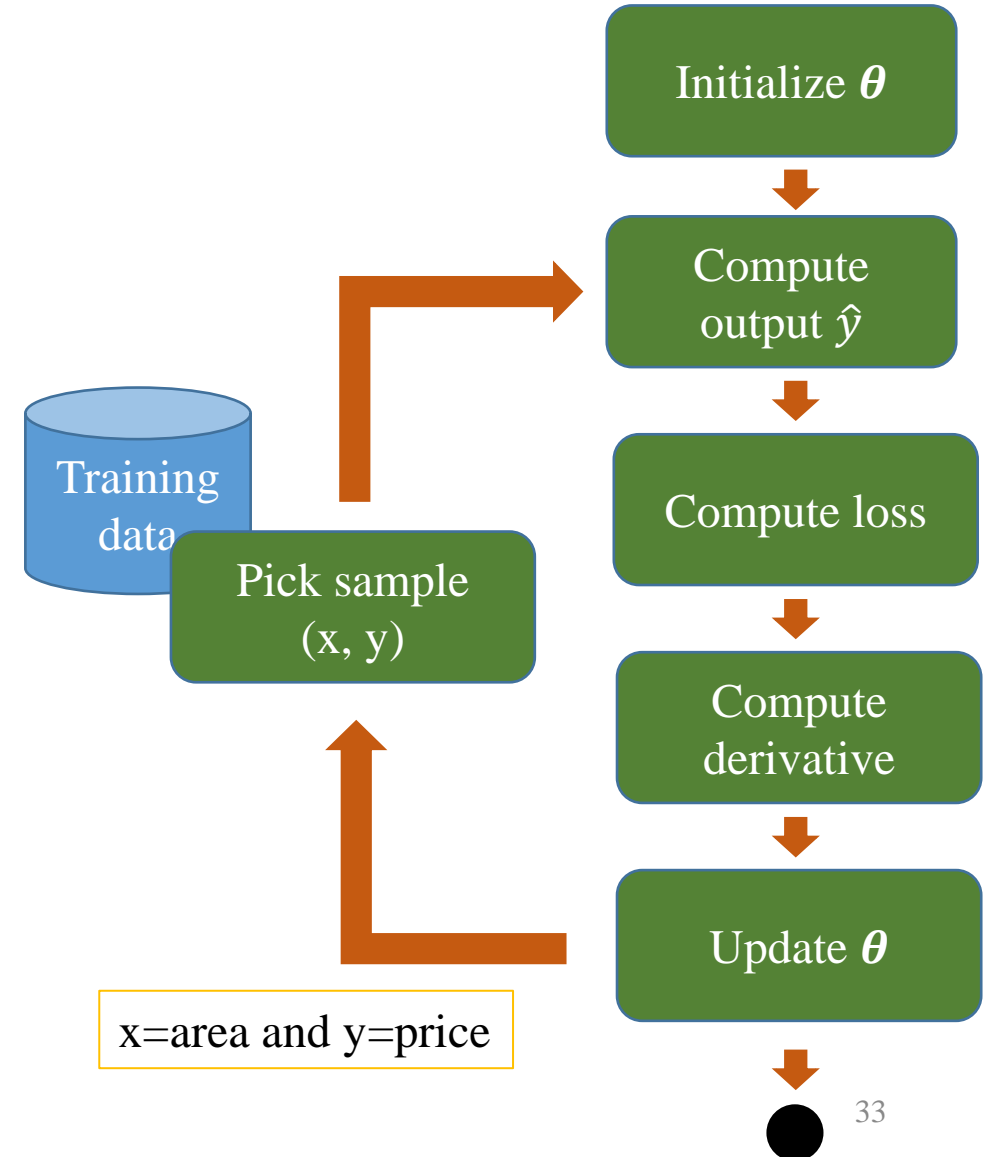 Initialize 𝜽
Compute
output ŷ
Training
data
Pick sample
(x, y)
Compute loss
Compute
derivative
Update 𝜽
x=area and y=price
33